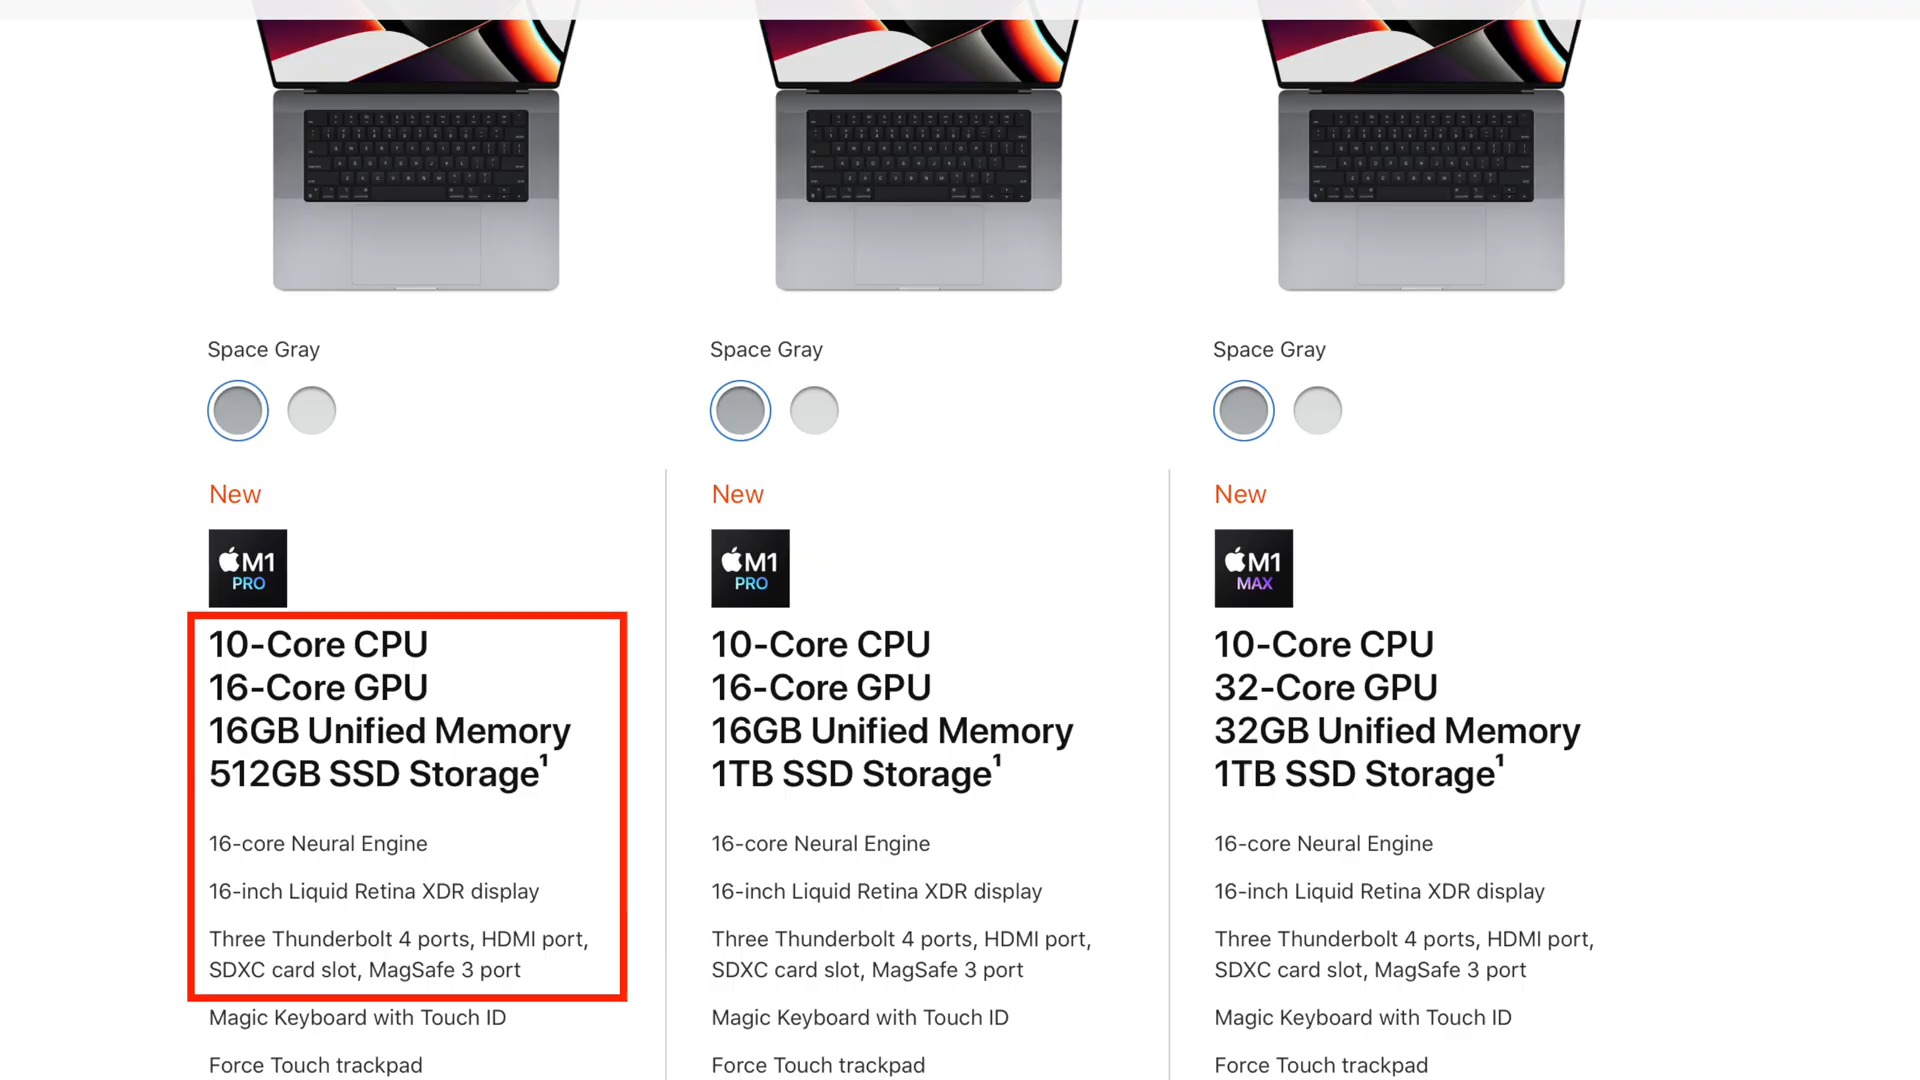 Space Gray
New
M1
PRO
10-Core CPU
16-Core GPU
16GB Unified Memory
512GB SSD Storage¹
16-core Neural Engine
16-inch Liquid Retina XDR display
Three Thunderbolt 4 ports, HDMI port,
SDXC card slot, MagSafe 3 port
Magic Keyboard with Touch ID
Force Touch trackpad
Space Gray
New
M1
PRO
10-Core CPU
16-Core GPU
16GB Unified Memory
1TB SSD Storage¹
16-core Neural Engine
16-inch Liquid Retina XDR display
Three Thunderbolt 4 ports, HDMI port,
SDXC card slot, MagSafe 3 port
Magic Keyboard with Touch ID
Force Touch trackpad
Space Gray
New
M1
MAX
10-Core CPU
32-Core GPU
32GB Unified Memory
1TB SSD Storage¹
16-core Neural Engine
16-inch Liquid Retina XDR display
Three Thunderbolt 4 ports, HDMI port,
SDXC card slot, MagSafe 3 port
Magic Keyboard with Touch ID
Force Touch trackpad